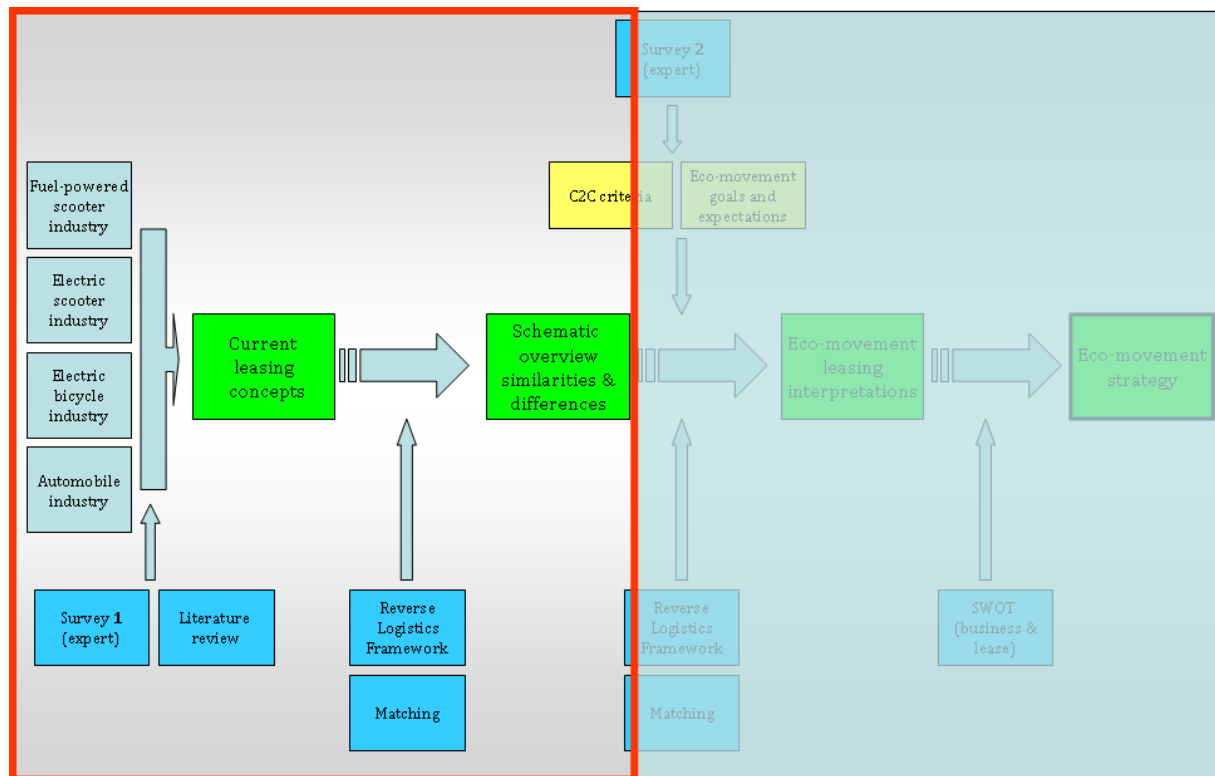 Survey 2
(expert)
Fuel-powered
scooter
industry
C2C criteria
Eco-movement
goals and
expectations
Electric
scooter
industry
Current
leasing
concepts
Schematic
overview
similarities &
differences
Eco-movement
leasing
interpretations
Eco-movement
strategy
Electric
bicycle
industry
Automobile
industry
Survey 1
(expert)
Literature
review
Reverse
Logistics
Framework
Reverse
Logistics
Framework
SWOT
(business &
lease)
Matching
Matching